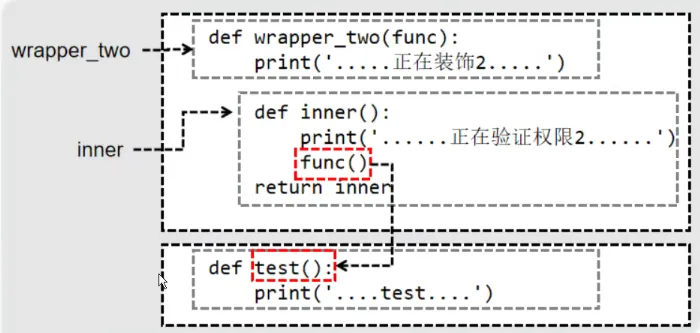 wrapper_two
def wrapper_two(func):
print('.....正在装饰2.....')
inner
def inner():
print('......正在验证权限2......')
func()
return inner
def test():
print('....test....')